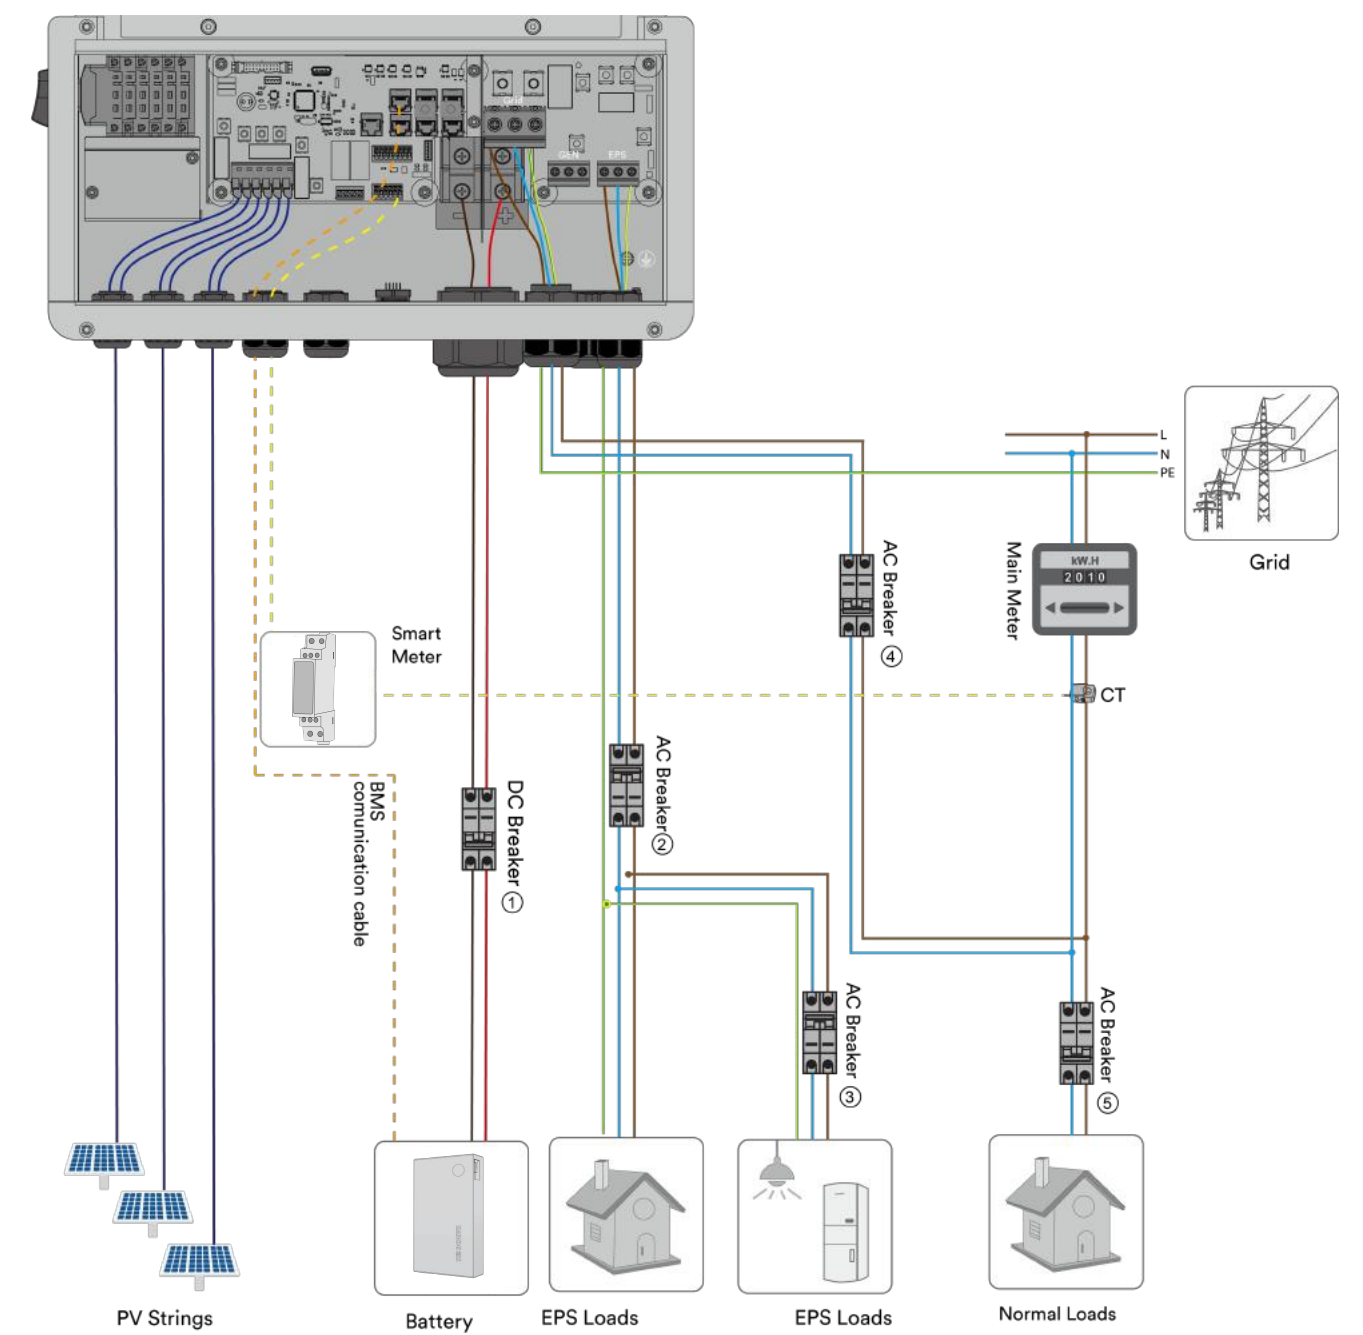 Grid
GEN
EPS
L
N
PE
Grid
kW.H
2010
Main Meter
AC Breaker
4
Smart
Meter
CT
AC Breaker
2
DC Breaker
1
BMS
comunication cable
AC Breaker
3
AC Breaker
5
PV Strings
Battery
EPS Loads
EPS Loads
Normal Loads